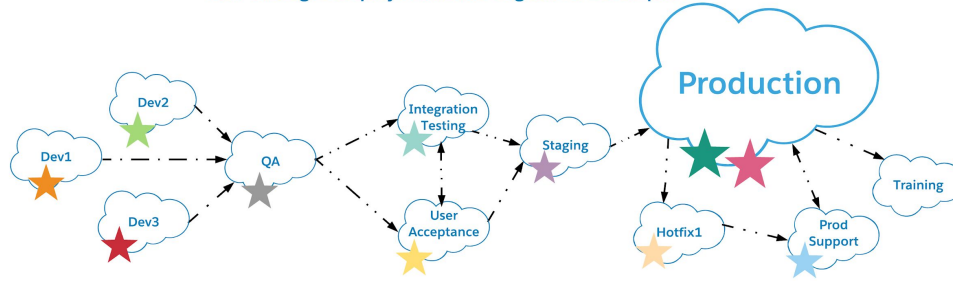 Production
Dev2
Integration
Testing
Dev1
QA
Staging
Training
Dev3
User
Acceptance
Hotfix1
Prod
Support